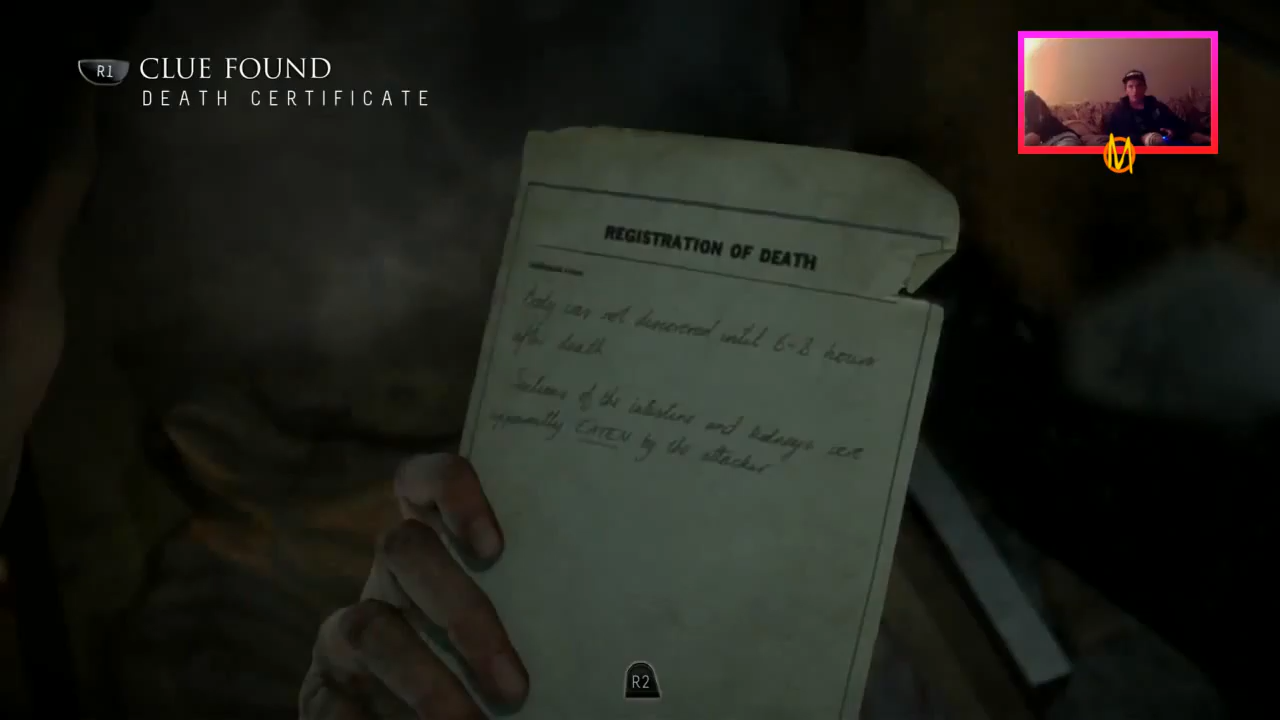 R1 CLUE FOUND
DEATH CERTIFICATE
M
REGISTRATION OF DEATH
Body was not discovered until 6-8 hours
after death
Sections of the intestine and kidneys were
apparently EATEN by the attacker
R2